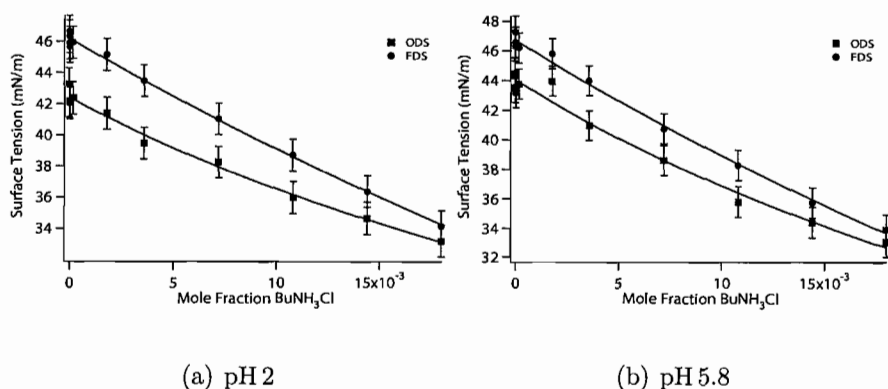 46
44
42
40
38
36
34
Surface Tension (mN/m)
ODS
FDS
0
5
10
15x10⁻³
Mole Fraction BuNH₃Cl
(a) pH 2
48
46
44
42
40
38
36
34
32
Surface Tension (mN/m)
ODS
FDS
0
5
10
15x10⁻³
Mole Fraction BuNH₃Cl
(b) pH 5.8